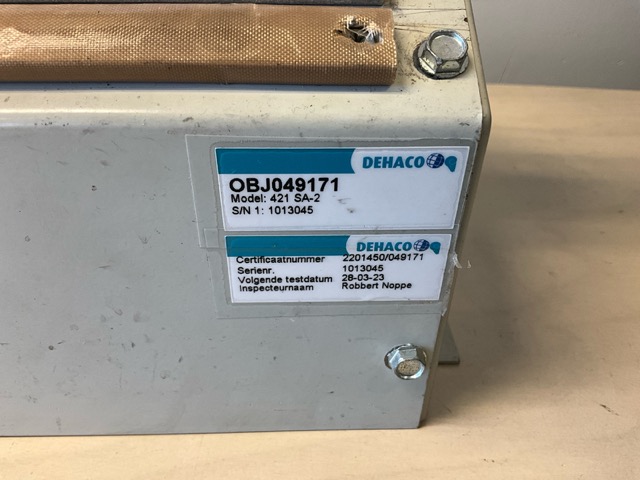 DEHACO
OBJ049171
Model: 421 SA-2
S/N 1: 1013045
DEHACO
Certificaatnummer 2201450/049171
Serienr. 1013045
Volgende testdatum 28-03-23
Inspecteurnaam Robbert Noppe